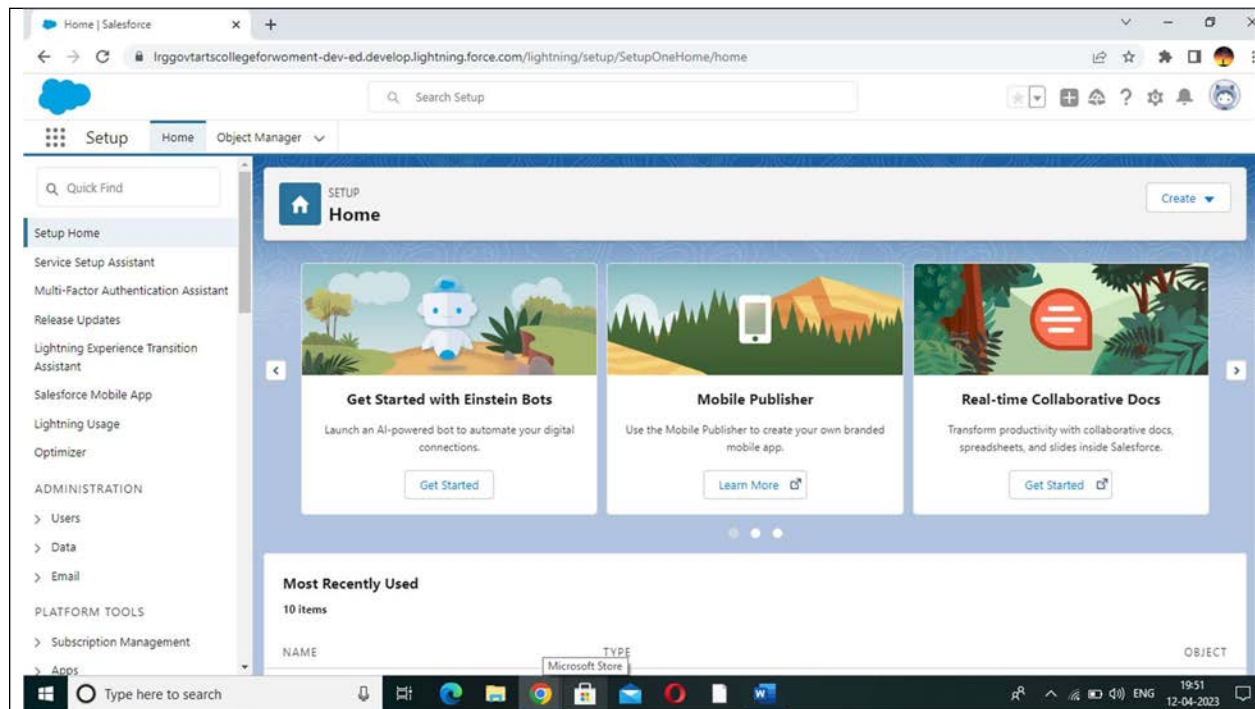 Home | Salesforce
lrggovtartscollegeforwoment-dev-ed.develop.lightning.force.com/lightning/setup/SetupOneHome/home
Search Setup
Setup Home Object Manager
Quick Find
Setup Home
Service Setup Assistant
Multi-Factor Authentication Assistant
Release Updates
Lightning Experience Transition
Assistant
Salesforce Mobile App
Lightning Usage
Optimizer
ADMINISTRATION
Users
Data
Email
PLATFORM TOOLS
Subscription Management
Apps
SETUP
Home
Create
Get Started with Einstein Bots
Launch an AI-powered bot to automate your digital
connections.
Get Started
Mobile Publisher
Use the Mobile Publisher to create your own branded
mobile app.
Learn More
Real-time Collaborative Docs
Transform productivity with collaborative docs,
spreadsheets, and slides inside Salesforce.
Get Started
Most Recently Used
10 items
NAME TYPE OBJECT
Microsoft Store
Type here to search
ENG
19:51
12-04-2023